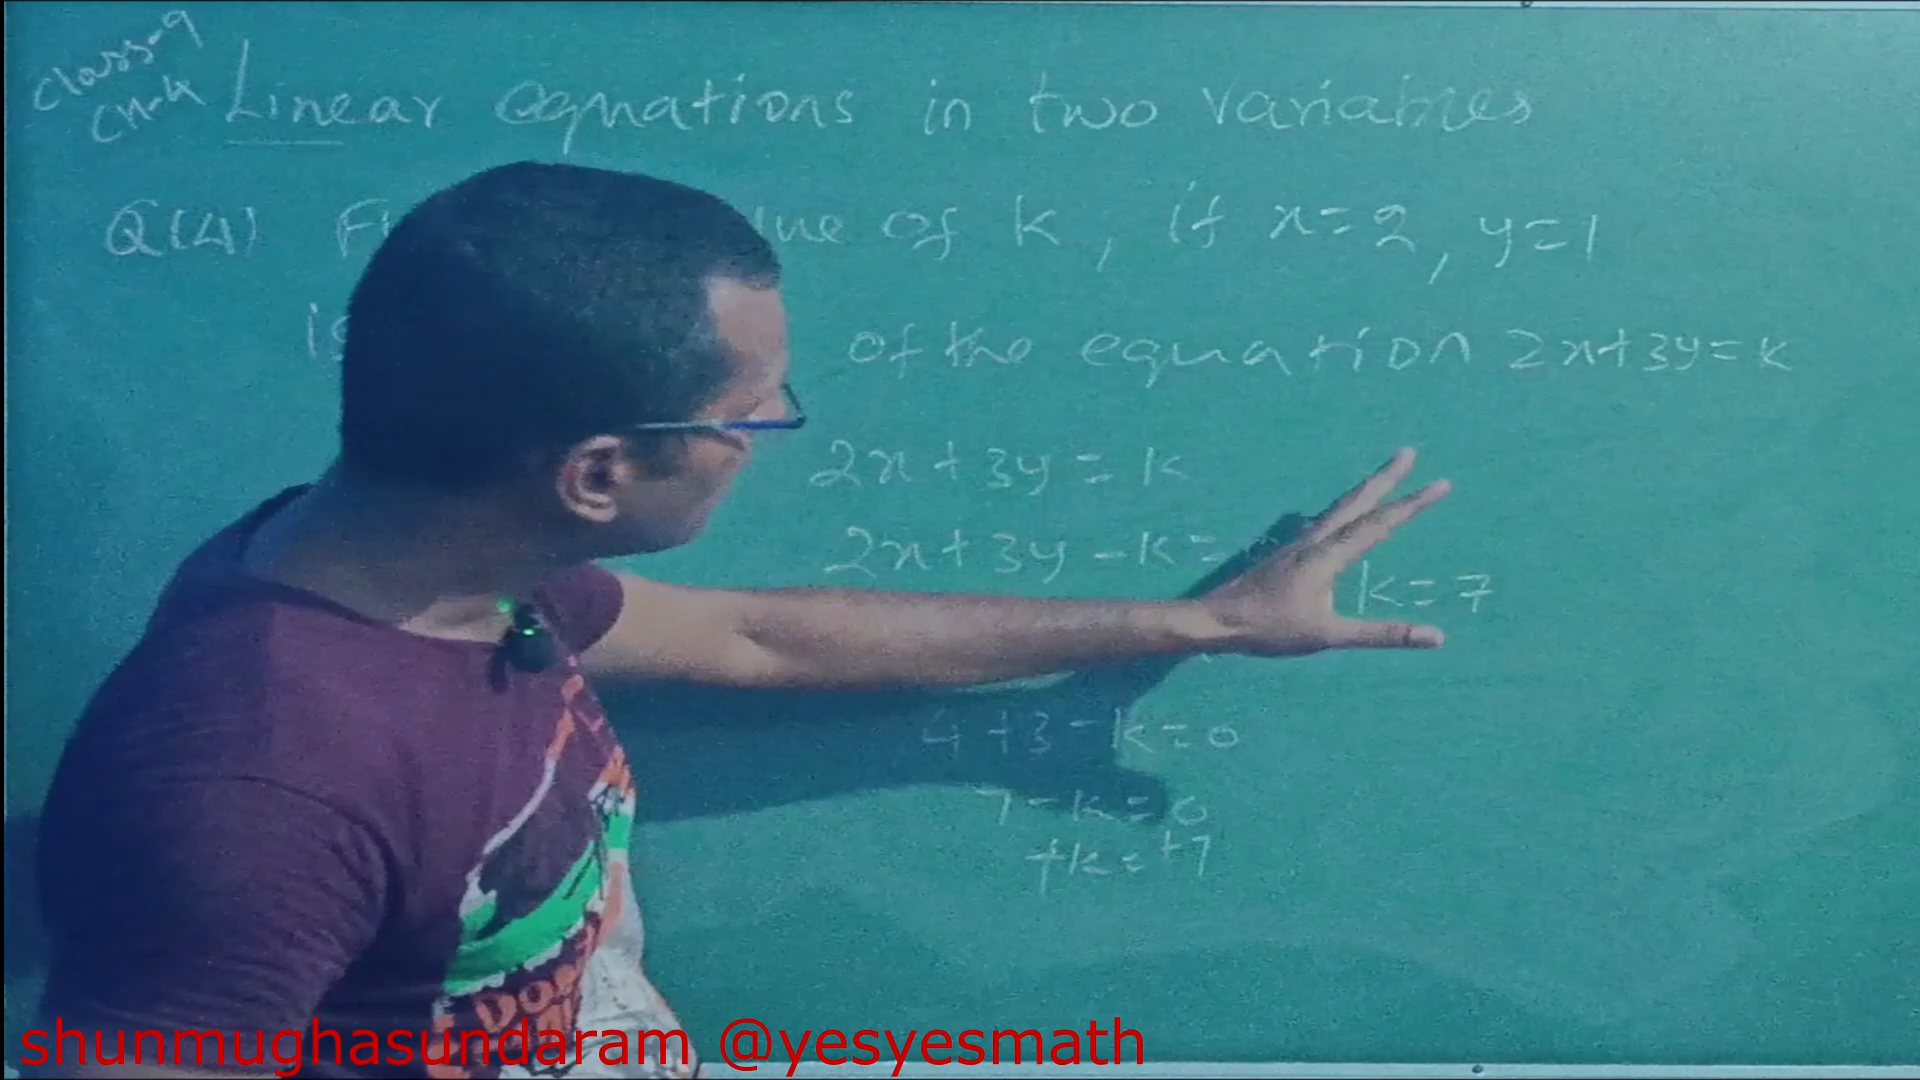 Class-9
CH-4
Linear equations in two variables
Q(4) of k, if x=2, y=1
of the equation 2x+3y=k
2x+3y=k
2x+3y-k=
k=7
4+3-k=0
7-k=0
+k=+7
shunmughasundaram @yesyesmath